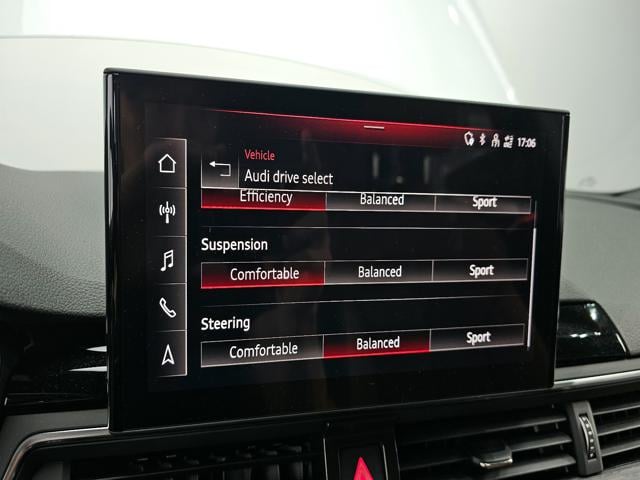 17:06
Vehicle
Audi drive select
Efficiency Balanced Sport
Suspension
Comfortable Balanced Sport
Steering
Comfortable Balanced Sport